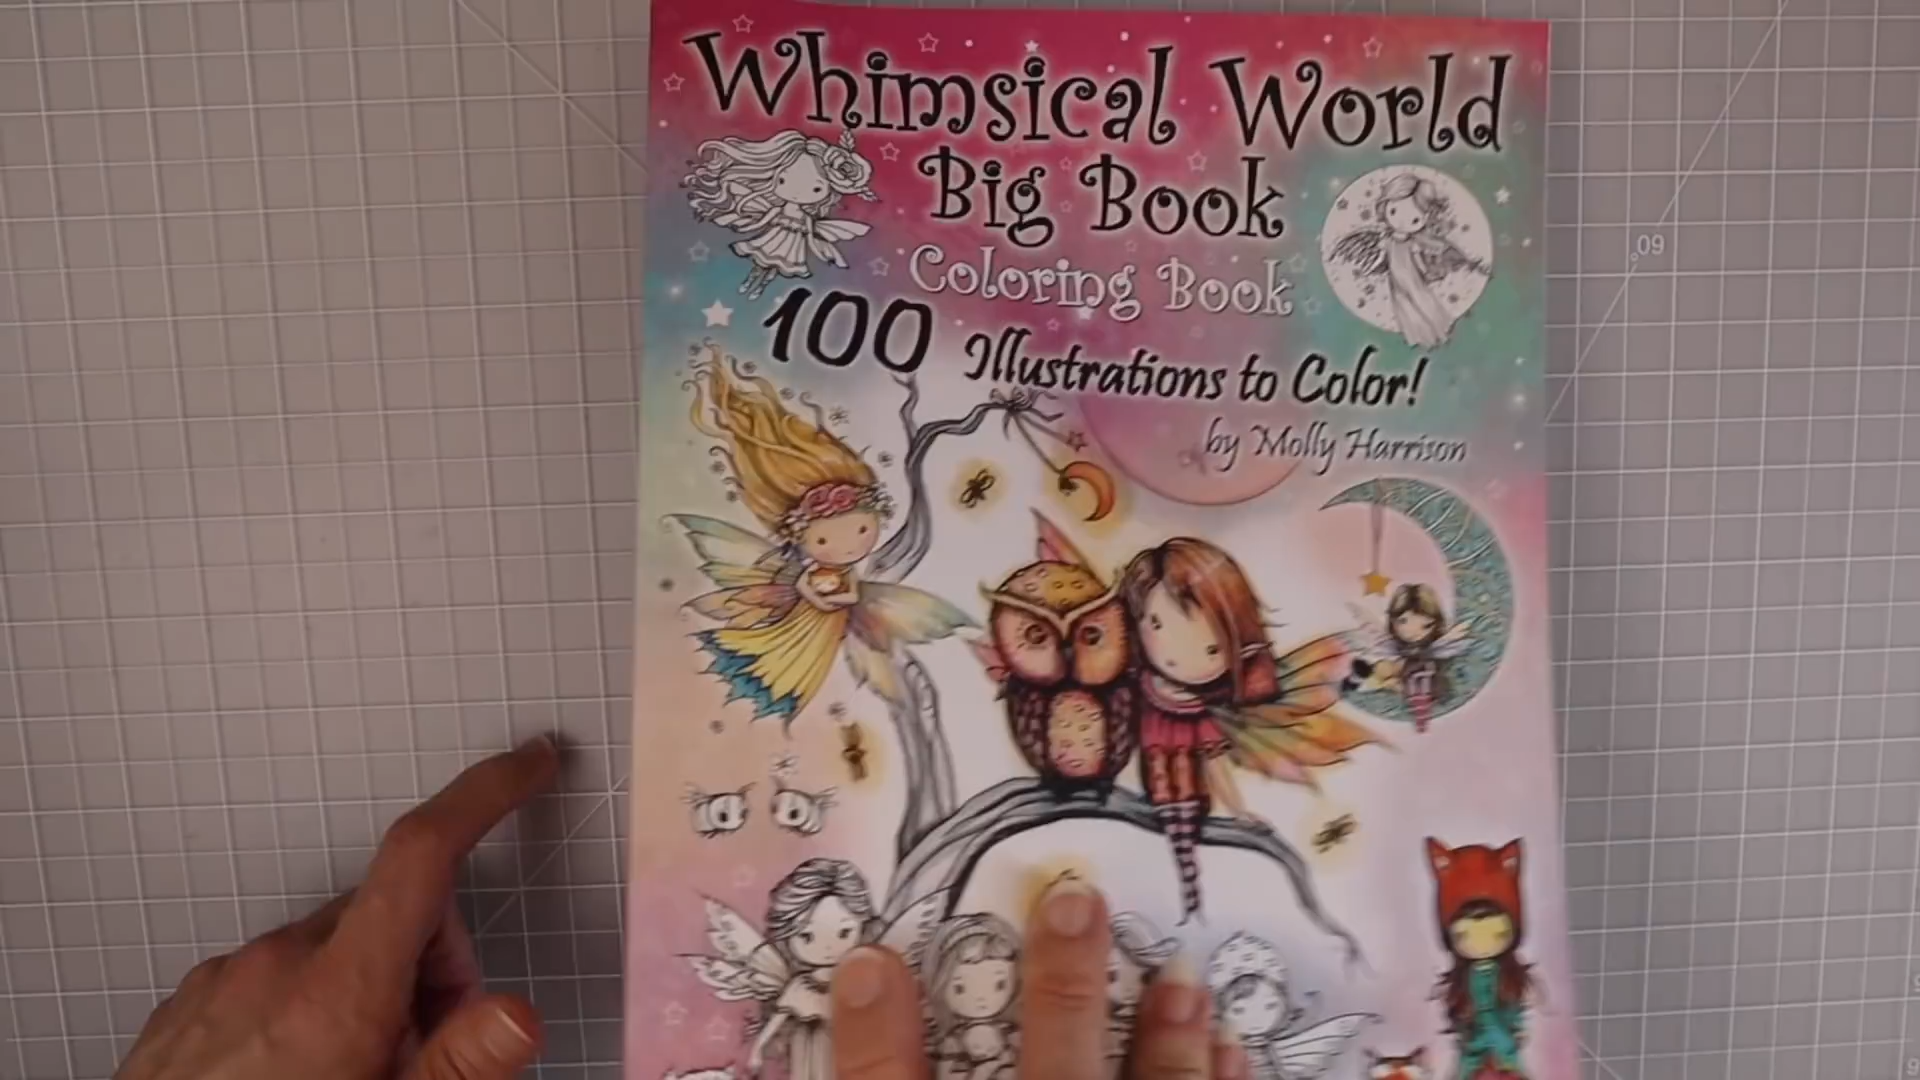 Whimsical World
Big Book
Coloring Book
100 Illustrations to Color!
by Molly Harrison